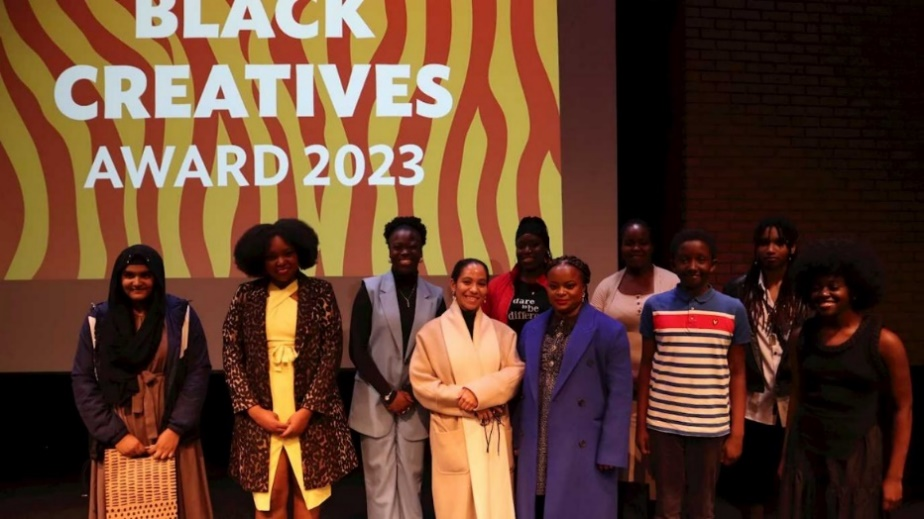 BLACK
CREATIVES
AWARD 2023
dare
to be
different